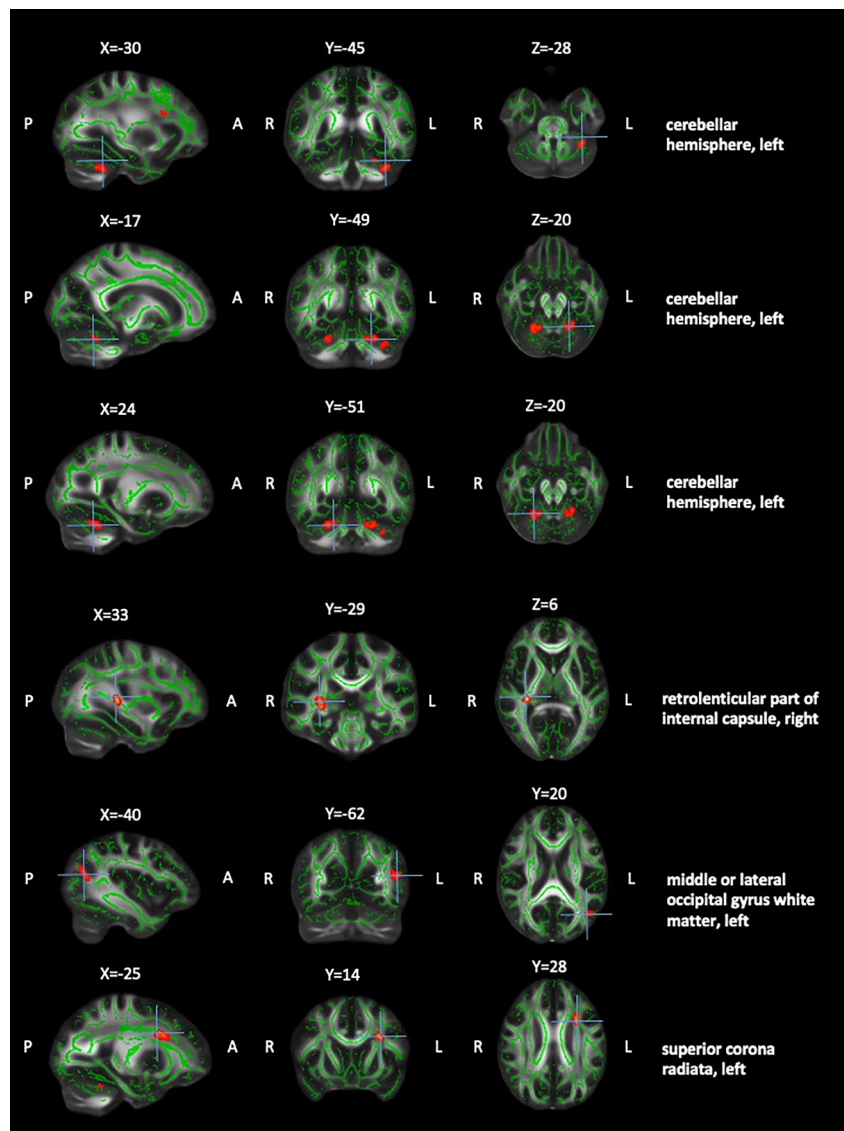 X=-30 Y=-45 Z=-28
P A R L R L cerebellar
hemisphere, left
X=-17 Y=-49 Z=-20
P A R L R L cerebellar
hemisphere, left
X=24 Y=-51 Z=-20
P A R L R L cerebellar
hemisphere, left
X=33 Y=-29 Z=6
P A R L R L retrolenticular part of
internal capsule, right
X=-40 Y=-62 Y=20
P A R L R L middle or lateral
occipital gyrus white
matter, left
X=-25 Y=14 Y=28
P A R L R L superior corona
radiata, left